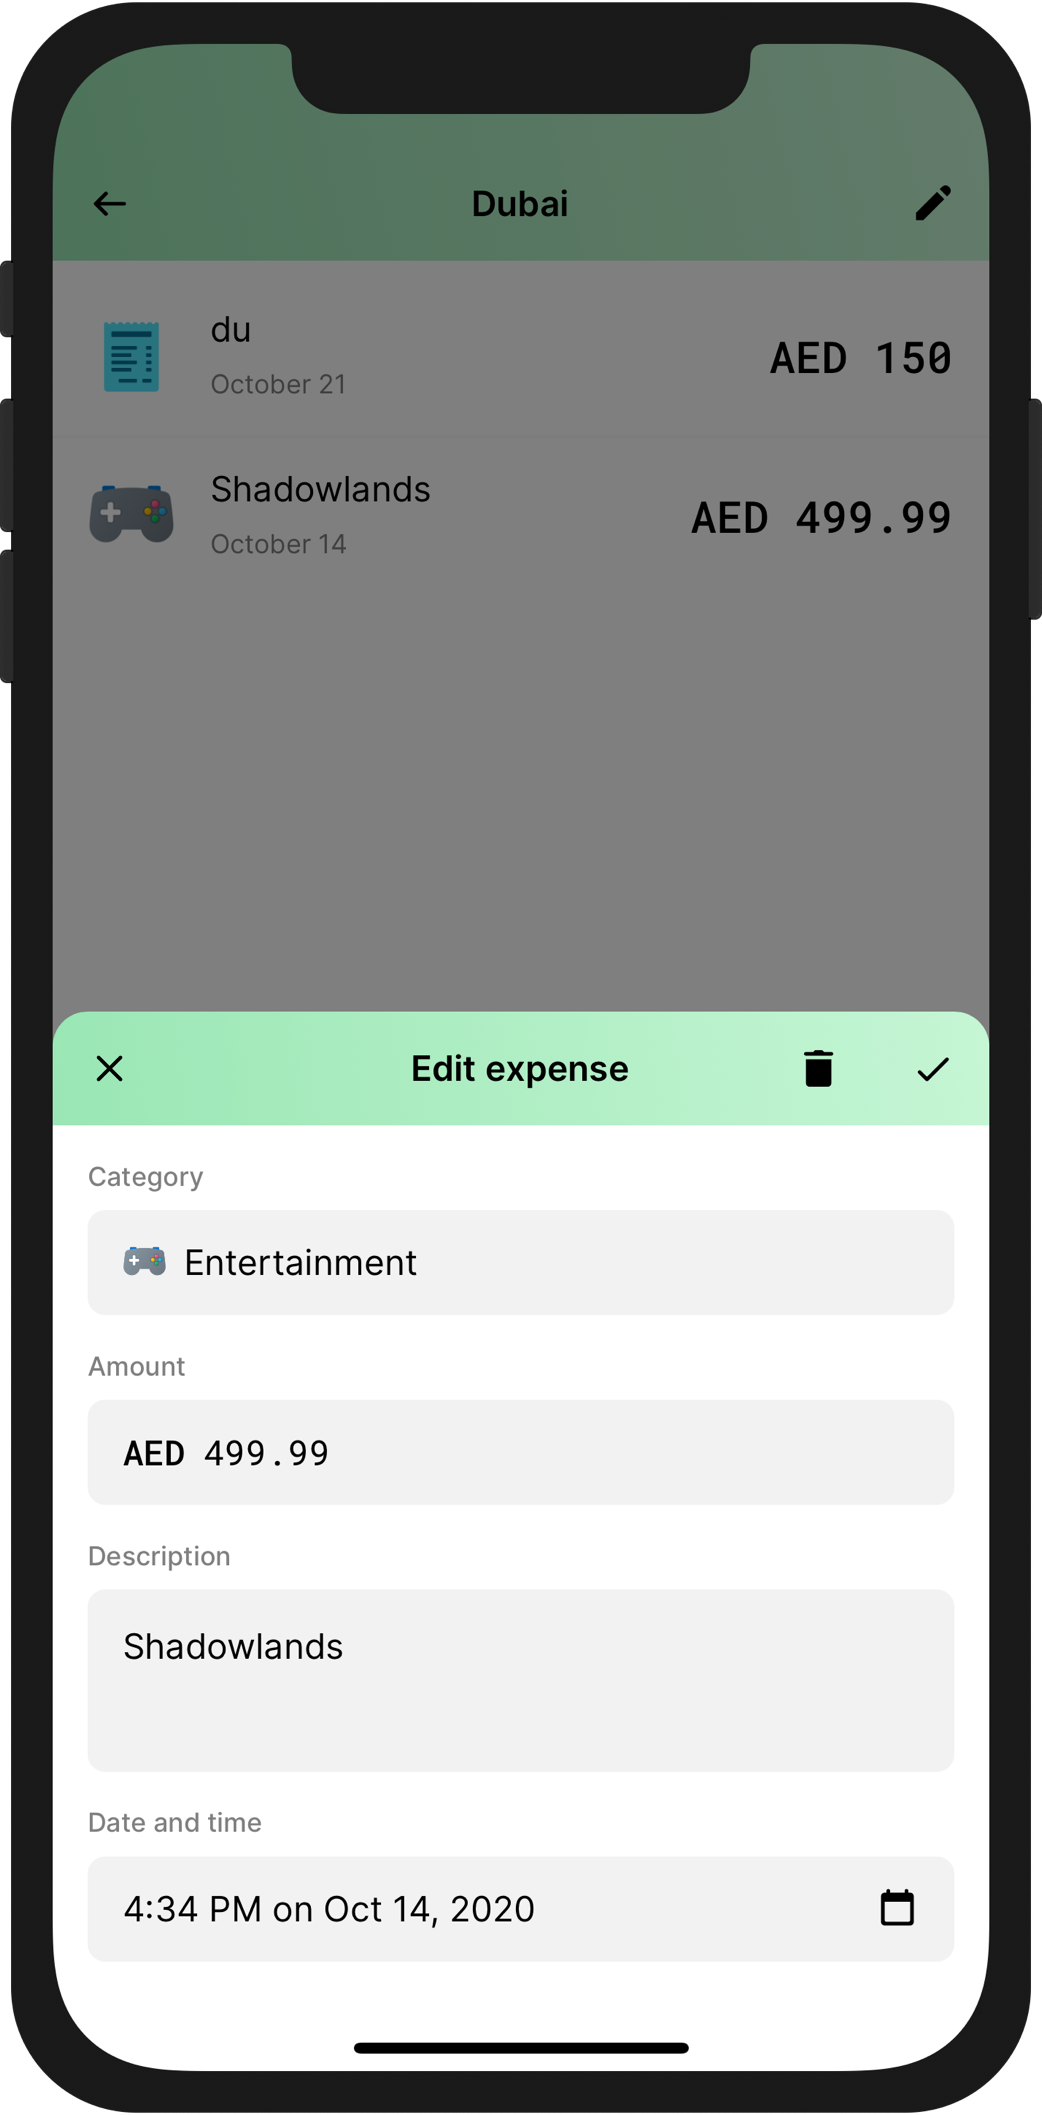 Dubai
du
October 21
AED 150
Shadowlands
October 14
AED 499.99
Edit expense
Category
Entertainment
Amount
AED 499.99
Description
Shadowlands
Date and time
4:34 PM on Oct 14, 2020